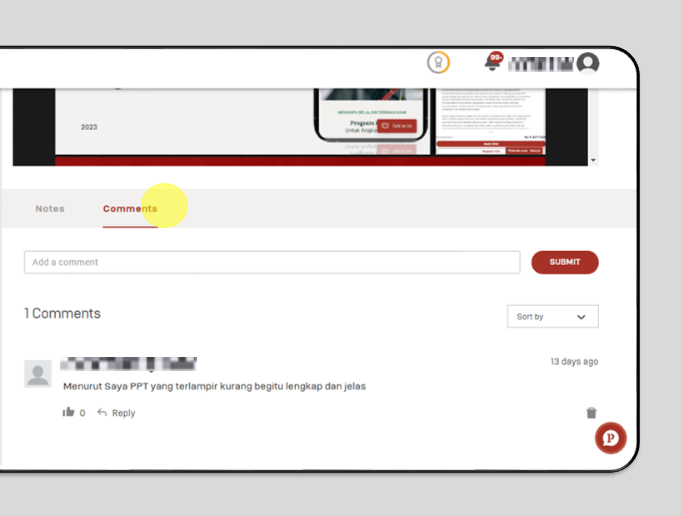 99+
2023
MENGAPA BELAJAR DENGAN KAMI
Program
Untuk Angka
Talk to Us
Notes
Comments
Add a comment
SUBMIT
1 Comments
Sort by
13 days ago
Menurut Saya PPT yang terlampir kurang begitu lengkap dan jelas
0
Reply
P